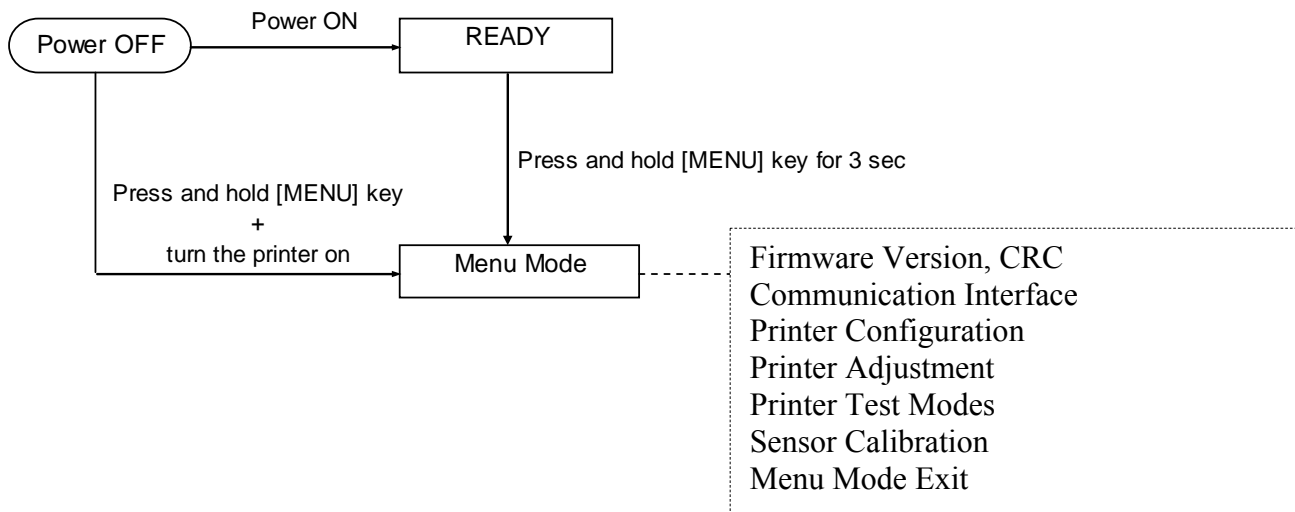 Power OFF
Power ON
READY
Press and hold [MENU] key for 3 sec
Press and hold [MENU] key
+
turn the printer on
Menu Mode
Firmware Version, CRC
Communication Interface
Printer Configuration
Printer Adjustment
Printer Test Modes
Sensor Calibration
Menu Mode Exit